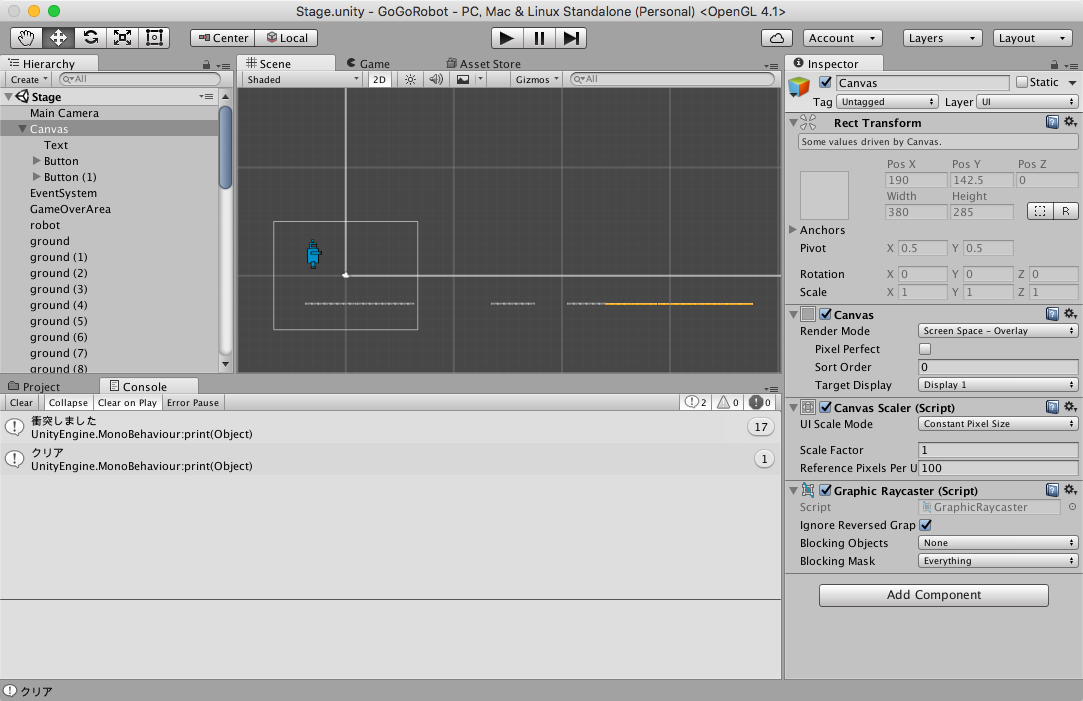 Stage.unity - GoGoRobot - PC, Mac & Linux Standalone (Personal) <OpenGL 4.1>
Center Local Account Layers Layout
Hierarchy
Create All
Stage
Main Camera
Canvas
Text
Button
Button (1)
EventSystem
GameOverArea
robot
ground
ground (1)
ground (2)
ground (3)
ground (4)
ground (5)
ground (6)
ground (7)
ground (8)
Scene Game Asset Store
Shaded 2D Gizmos All
Inspector
Canvas Static
Tag Untagged Layer UI
Rect Transform
Some values driven by Canvas.
Pos X Pos Y Pos Z
190 142.5 0
Width Height
380 285 R
Anchors
Pivot X 0.5 Y 0.5
Rotation X 0 Y 0 Z 0
Scale X 1 Y 1 Z 1
Canvas
Render Mode Screen Space - Overlay
Pixel Perfect
Sort Order 0
Target Display Display 1
Canvas Scaler (Script)
UI Scale Mode Constant Pixel Size
Scale Factor 1
Reference Pixels Per U 100
Graphic Raycaster (Script)
Script GraphicRaycaster
Ignore Reversed Grap
Blocking Objects None
Blocking Mask Everything
Add Component
Project Console
Clear Collapse Clear on Play Error Pause 2 0 0
衝突しました
UnityEngine.MonoBehaviour:print(Object) 17
クリア
UnityEngine.MonoBehaviour:print(Object) 1
クリア